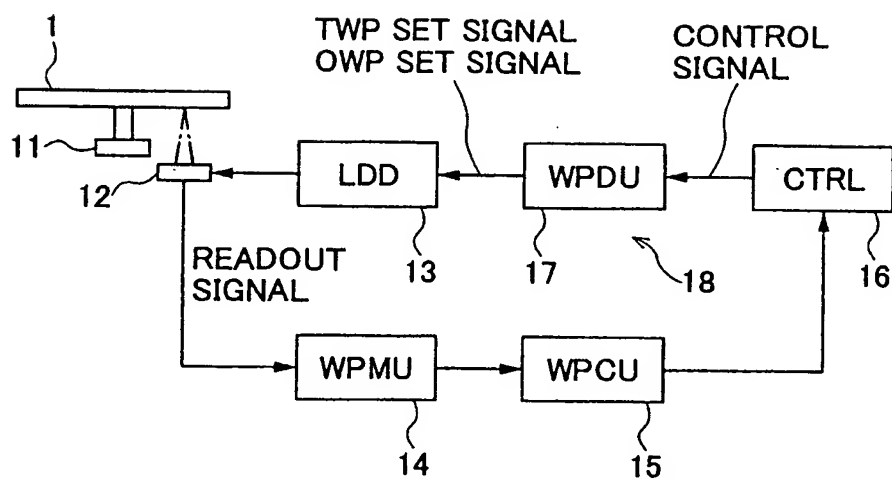 1
TWP SET SIGNAL
OWP SET SIGNAL
CONTROL
SIGNAL
11
12
LDD
WPDU
CTRL
13
17
18
16
READOUT
SIGNAL
WPMU
WPCU
14
15